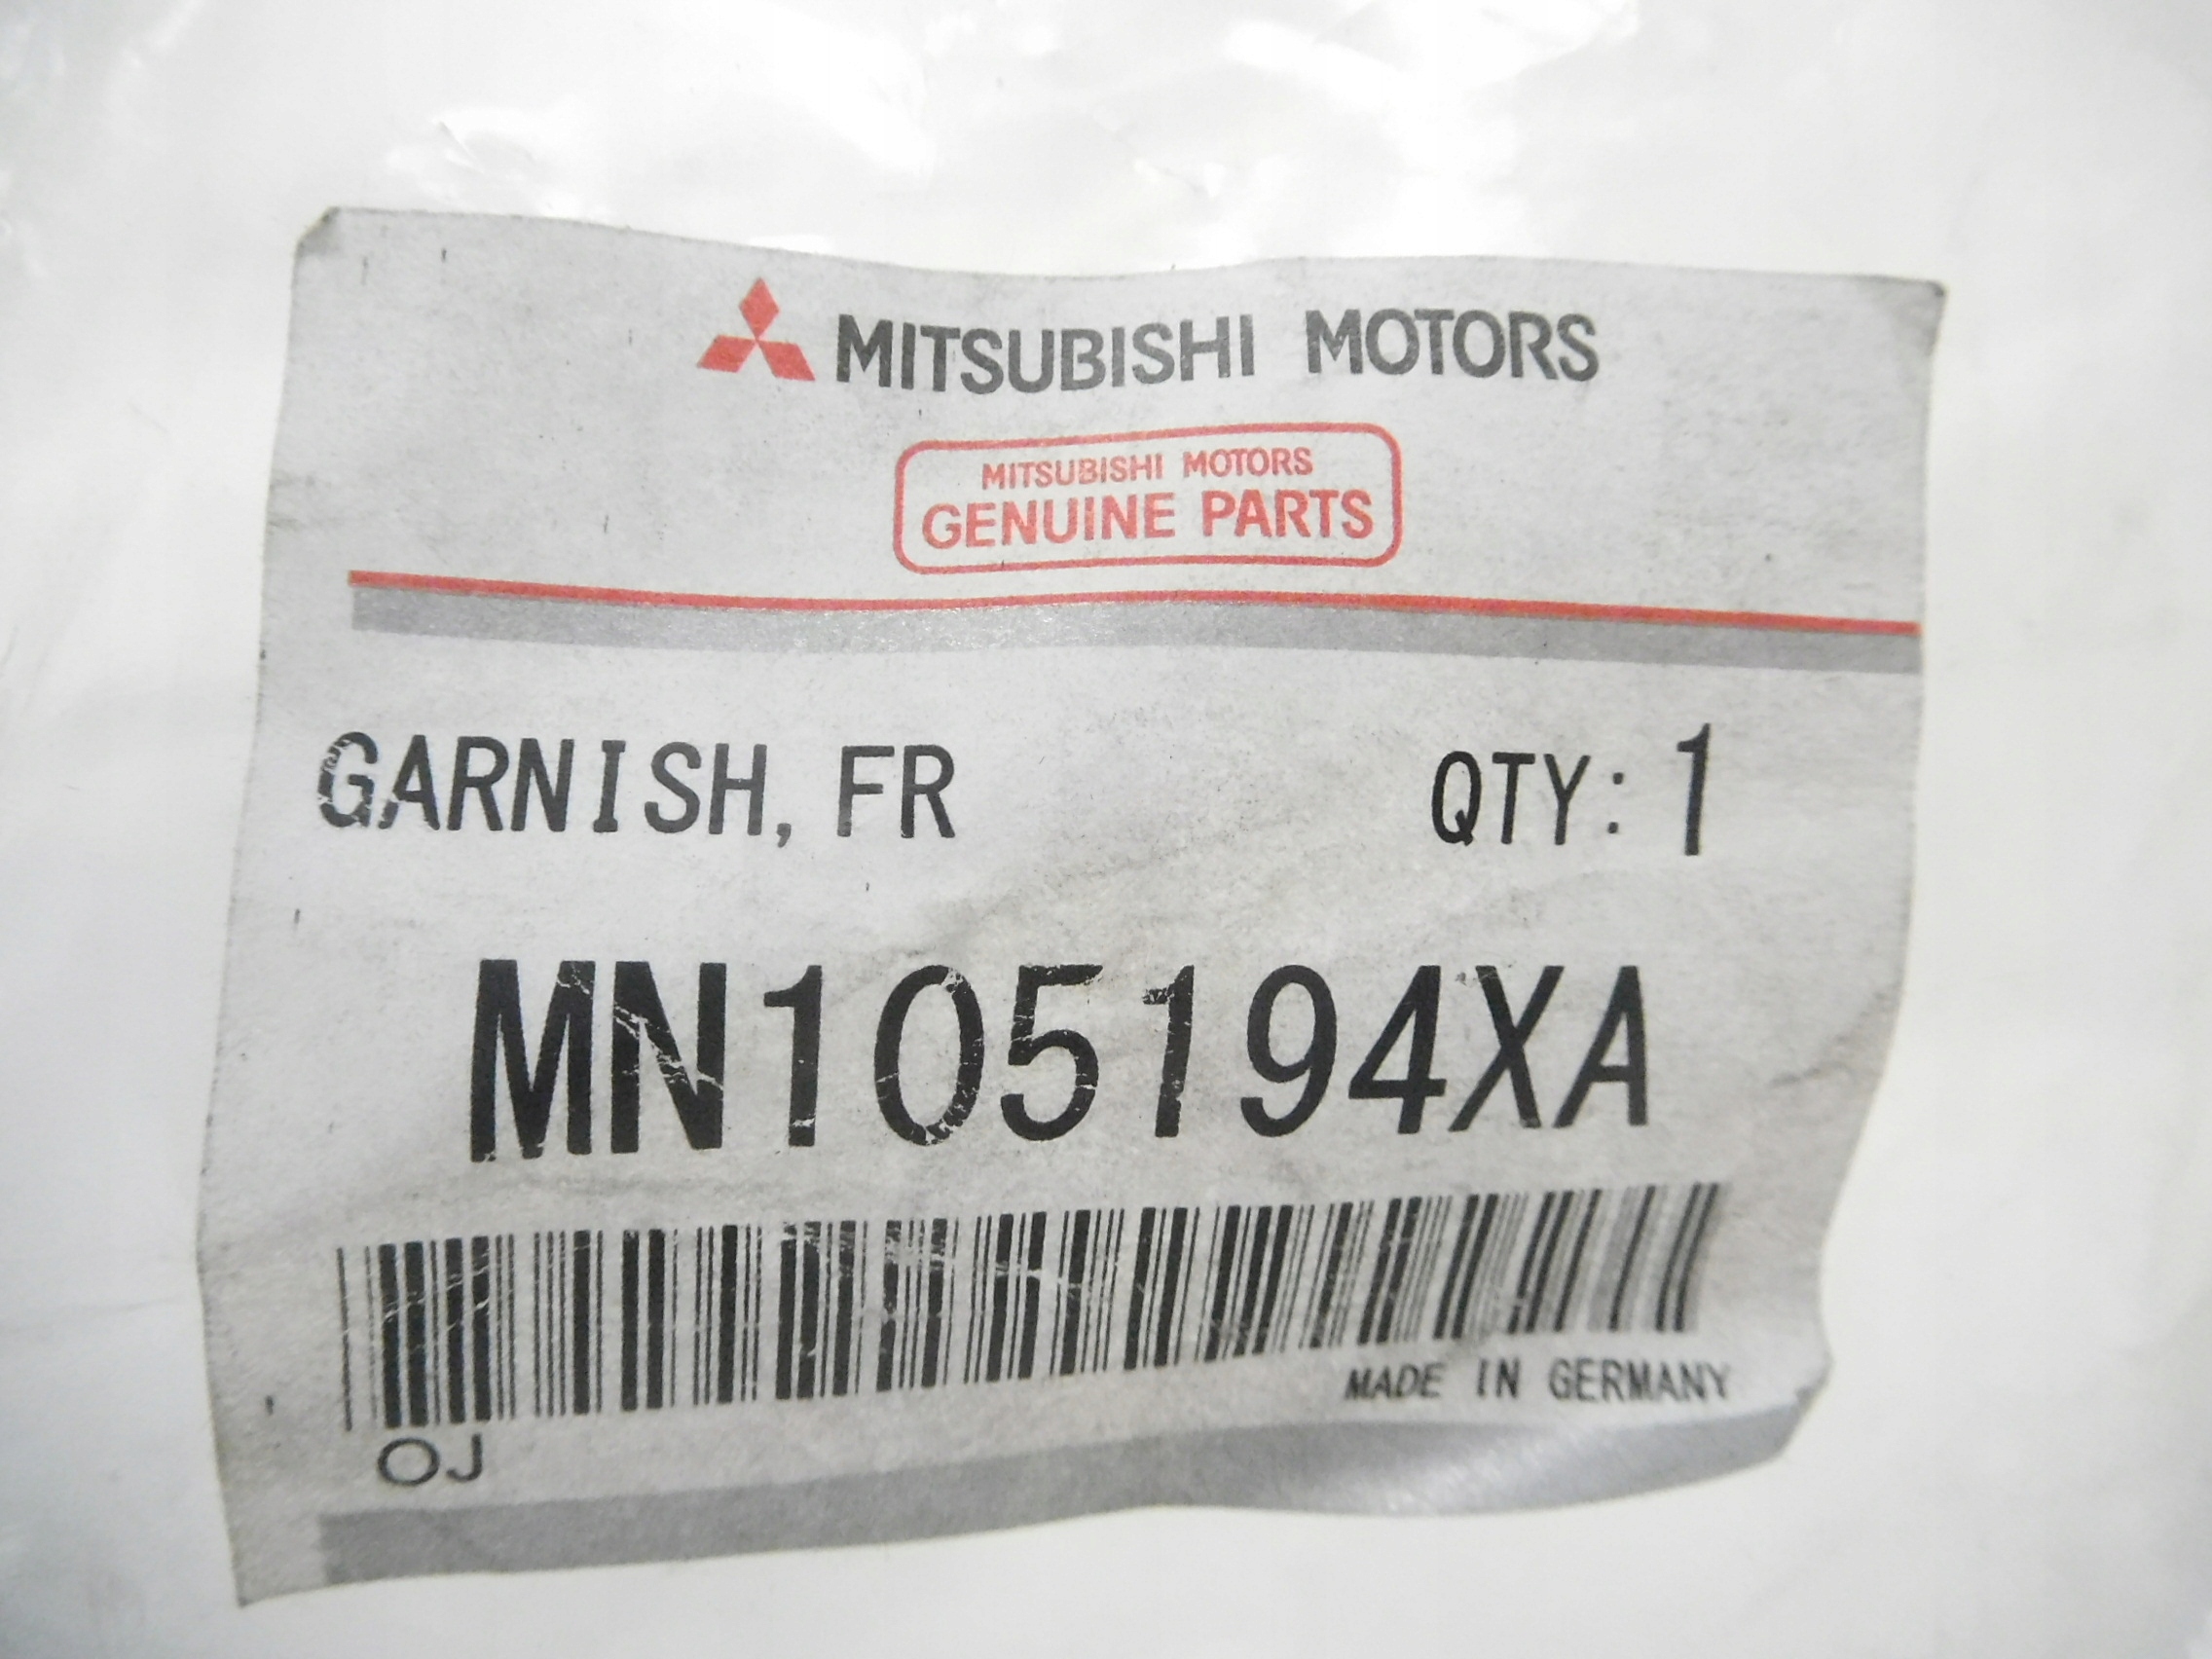 MITSUBISHI MOTORS
MITSUBISHI MOTORS
GENUINE PARTS
GARNISH, FR QTY: 1
MN105194XA
MADE IN GERMANY
OJ